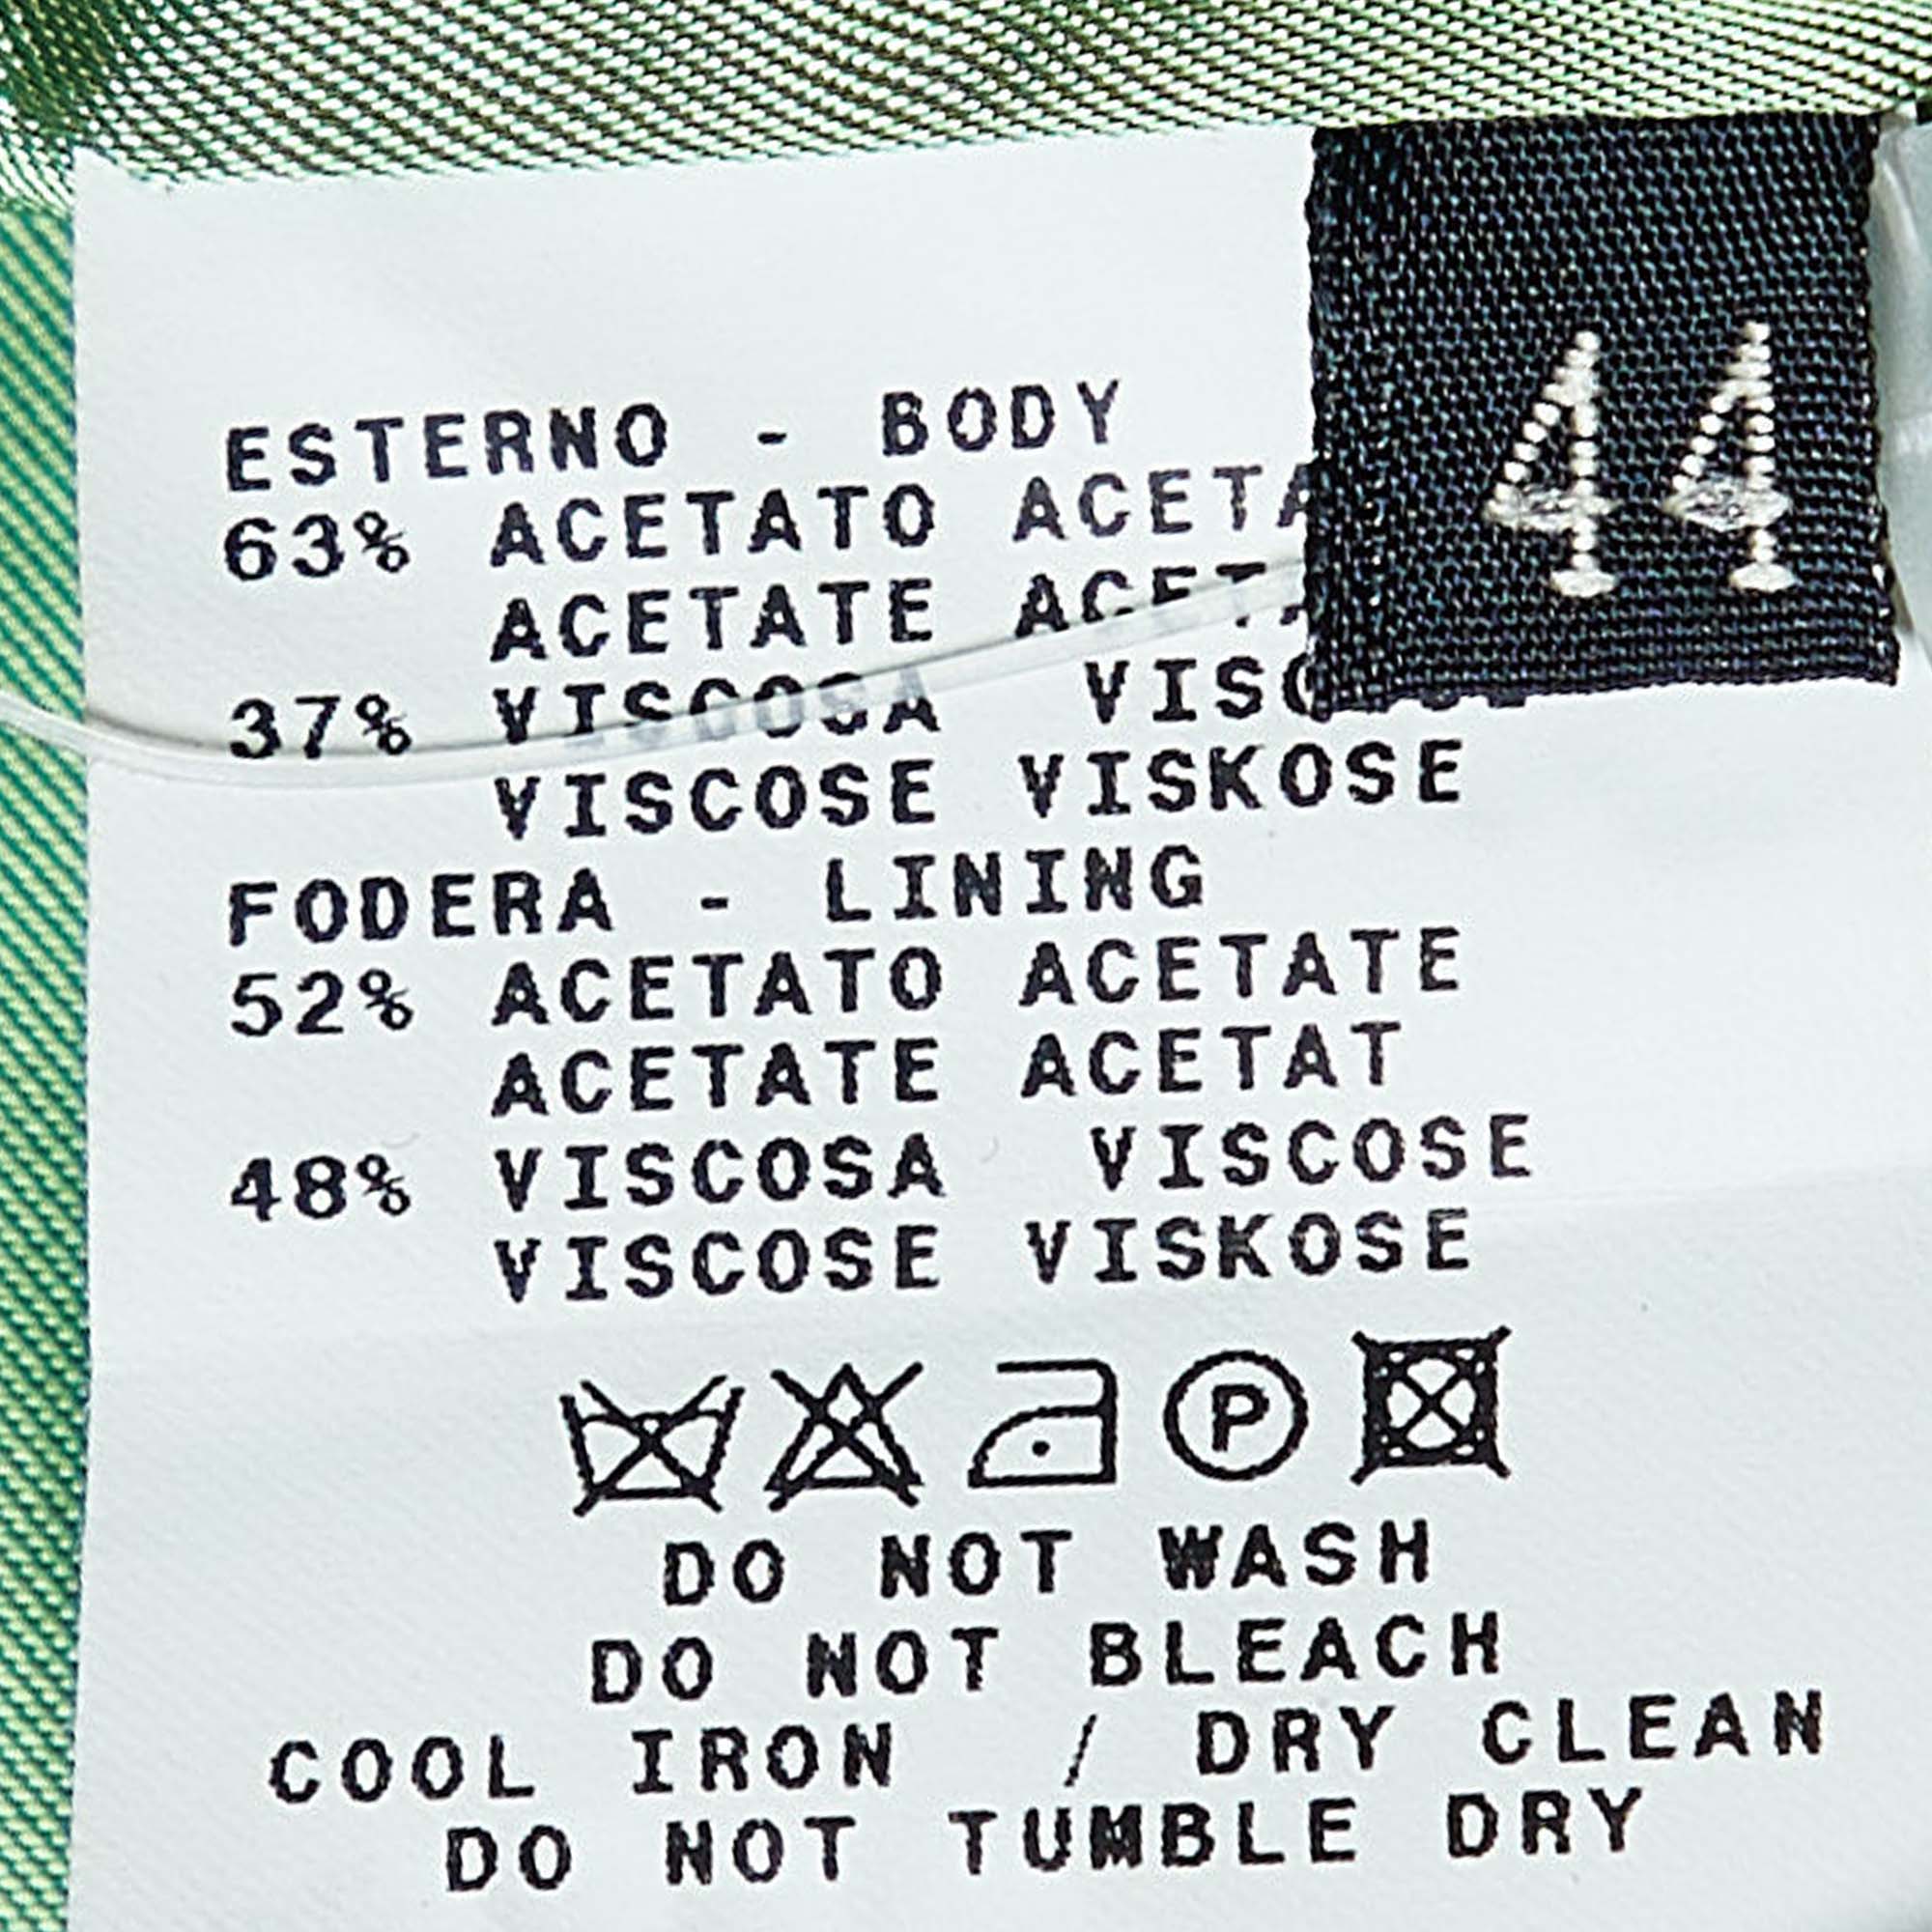 44
ESTERNO - BODY
63% ACETATO
ACETATE
37% VISCOSA
VISCOSE VISKOSE
FODERA - LINING
52% ACETATO ACETATE
ACETATE ACETAT
48% VISCOSA VISCOSE
VISCOSE VISKOSE
P
DO NOT WASH
DO NOT BLEACH
COOL IRON / DRY CLEAN
DO NOT TUMBLE DRY